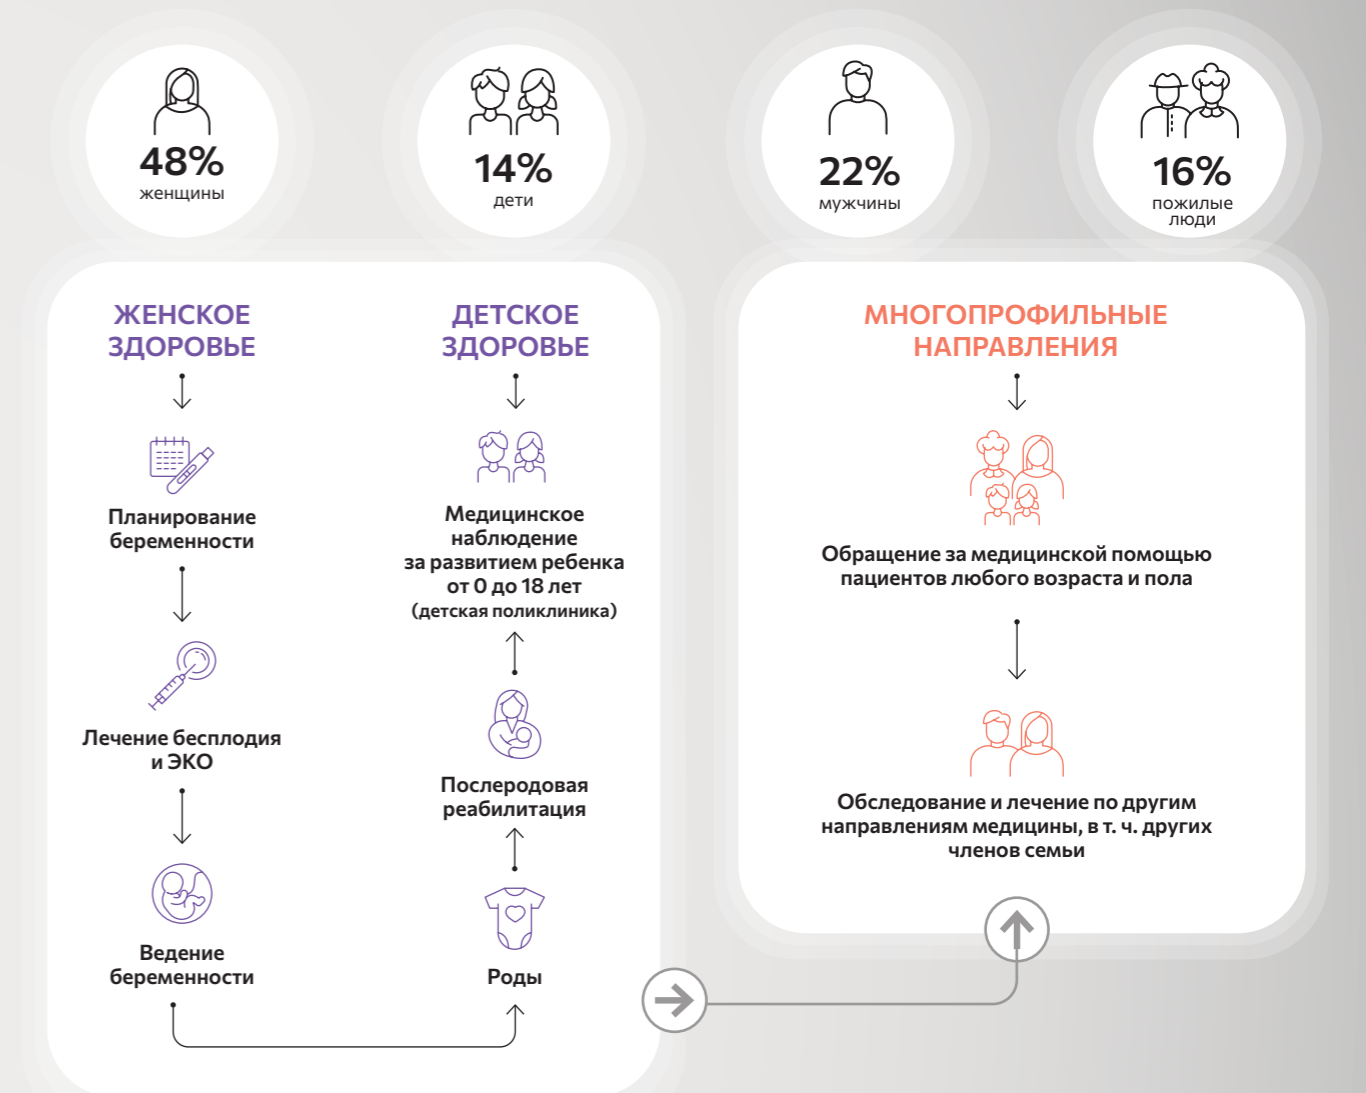 48%
женщины
14%
дети
22%
мужчины
16%
пожилые
люди
ЖЕНСКОЕ
ЗДОРОВЬЕ
Планирование
беременности
Лечение бесплодия
и ЭКО
Ведение
беременности
ДЕТСКОЕ
ЗДОРОВЬЕ
Медицинское
наблюдение
за развитием ребенка
от 0 до 18 лет
(детская поликлиника)
Послеродовая
реабилитация
Роды
МНОГОПРОФИЛЬНЫЕ
НАПРАВЛЕНИЯ
Обращение за медицинской помощью
пациентов любого возраста и пола
Обследование и лечение по другим
направлениям медицины, в т. ч. других
членов семьи